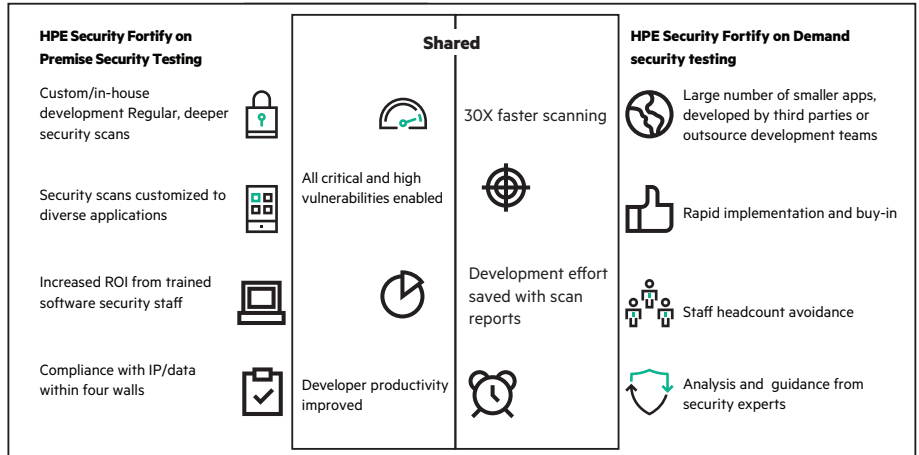 HPE Security Fortify on
Premise Security Testing
Custom/in-house
development Regular, deeper
security scans
Security scans customized to
diverse applications
Increased ROI from trained
software security staff
Compliance with IP/data
within four walls
Shared
30X faster scanning
All critical and high
vulnerabilities enabled
Development effort
saved with scan
reports
Developer productivity
improved
HPE Security Fortify on Demand
security testing
Large number of smaller apps,
developed by third parties or
outsource development teams
Rapid implementation and buy-in
Staff headcount avoidance
Analysis and guidance from
security experts